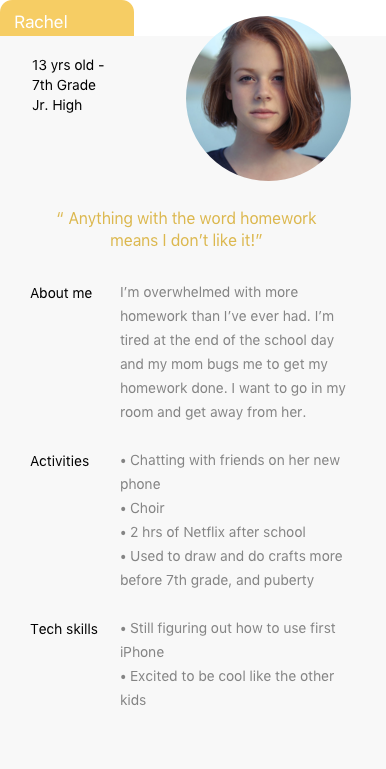 Rachel
13 yrs old -
7th Grade
Jr. High
“ Anything with the word homework
means I don’t like it!”
About me
I’m overwhelmed with more
homework than I’ve ever had. I’m
tired at the end of the school day
and my mom bugs me to get my
homework done. I want to go in my
room and get away from her.
Activities
• Chatting with friends on her new
phone
• Choir
• 2 hrs of Netflix after school
• Used to draw and do crafts more
before 7th grade, and puberty
Tech skills
• Still figuring out how to use first
iPhone
• Excited to be cool like the other
kids